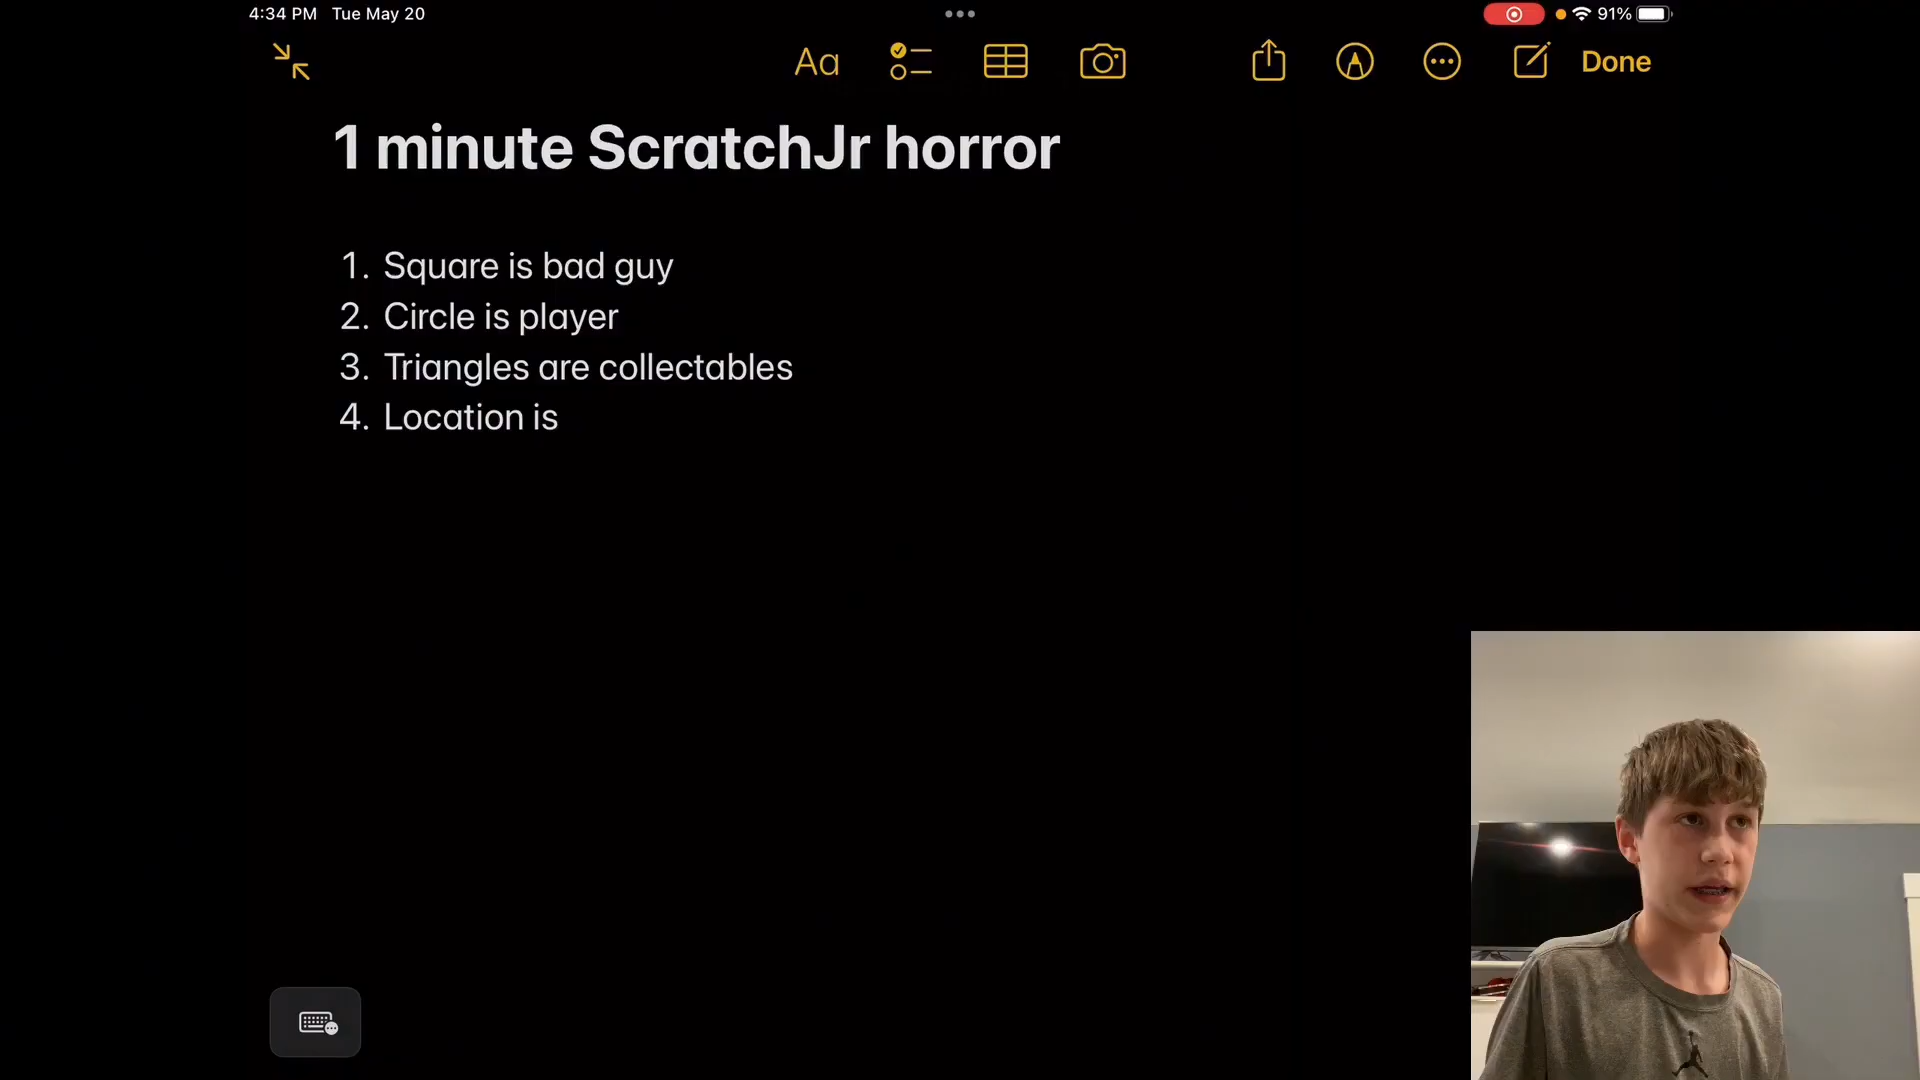 4:34 PM Tue May 20
91%
Aa
Done
1 minute ScratchJr horror
1. Square is bad guy
2. Circle is player
3. Triangles are collectables
4. Location is